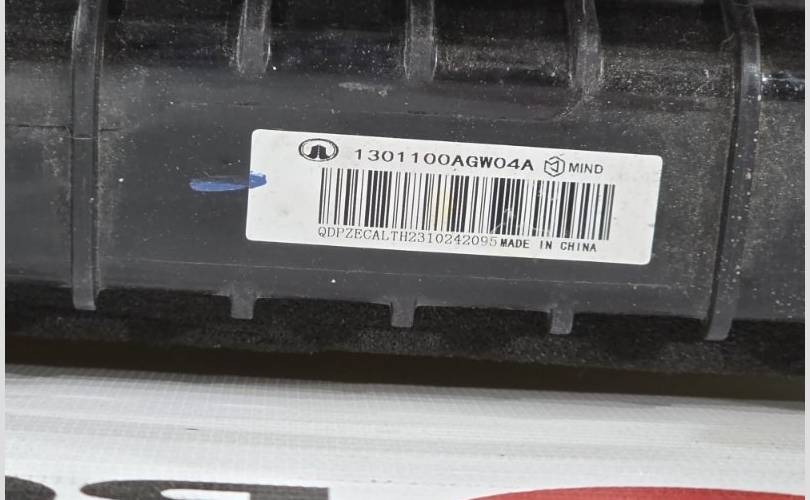 1301100AGW04A MIND
QDPZECALTH2310242095 MADE IN CHINA